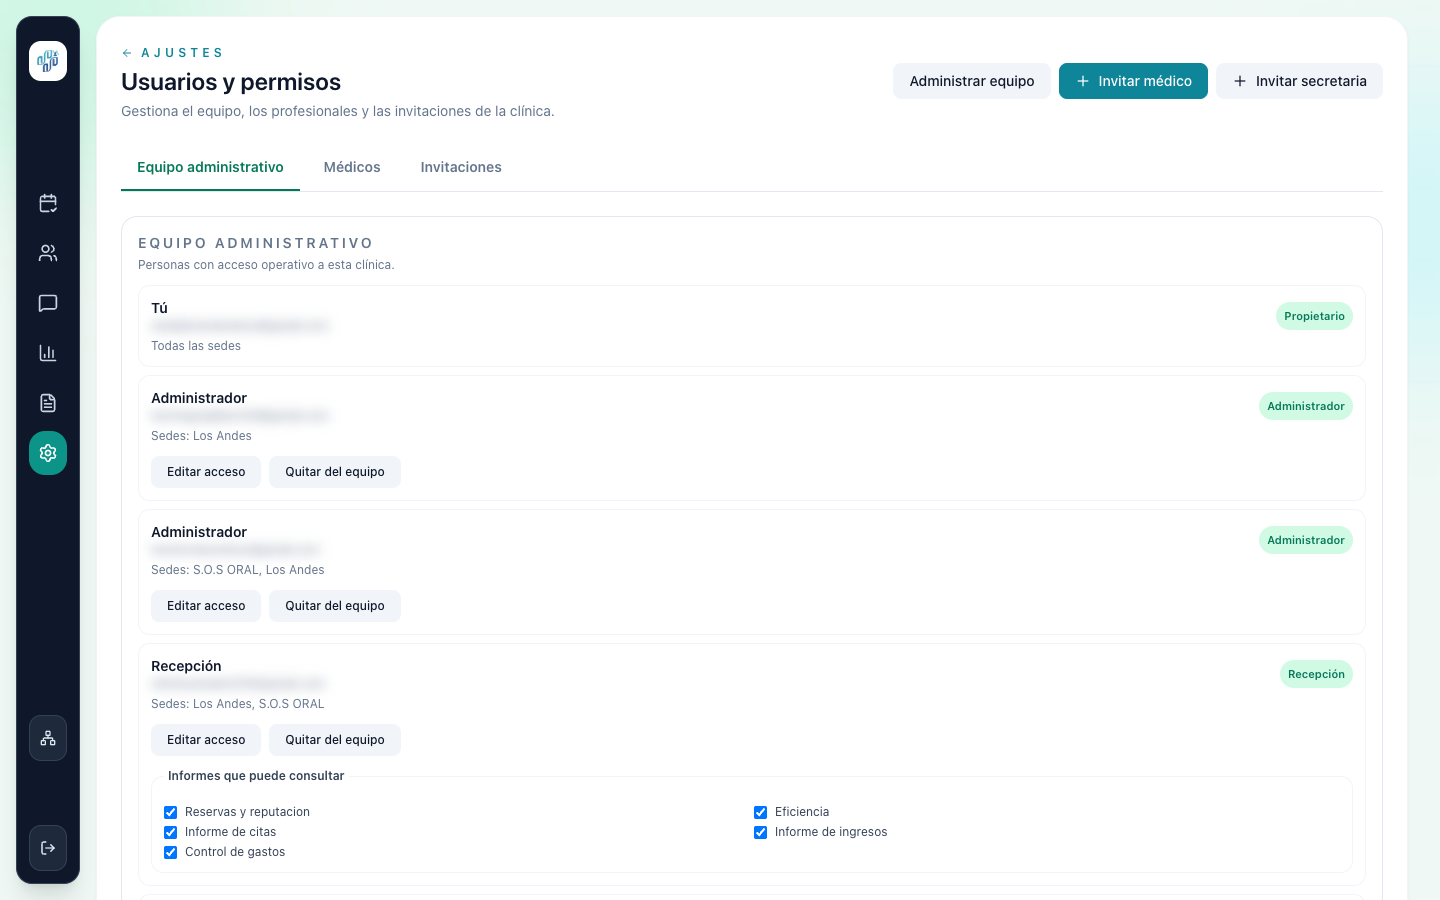 ← AJUSTES
Usuarios y permisos
Gestiona el equipo, los profesionales y las invitaciones de la clínica.
Administrar equipo
+ Invitar médico
+ Invitar secretaria
Equipo administrativo
Médicos
Invitaciones
EQUIPO ADMINISTRATIVO
Personas con acceso operativo a esta clínica.
Tú
Propietario
Todas las sedes
Administrador
Administrador
Sedes: Los Andes
Editar acceso
Quitar del equipo
Administrador
Administrador
Sedes: S.O.S ORAL, Los Andes
Editar acceso
Quitar del equipo
Recepción
Recepción
Sedes: Los Andes, S.O.S ORAL
Editar acceso
Quitar del equipo
Informes que puede consultar
Reservas y reputacion
Eficiencia
Informe de citas
Informe de ingresos
Control de gastos